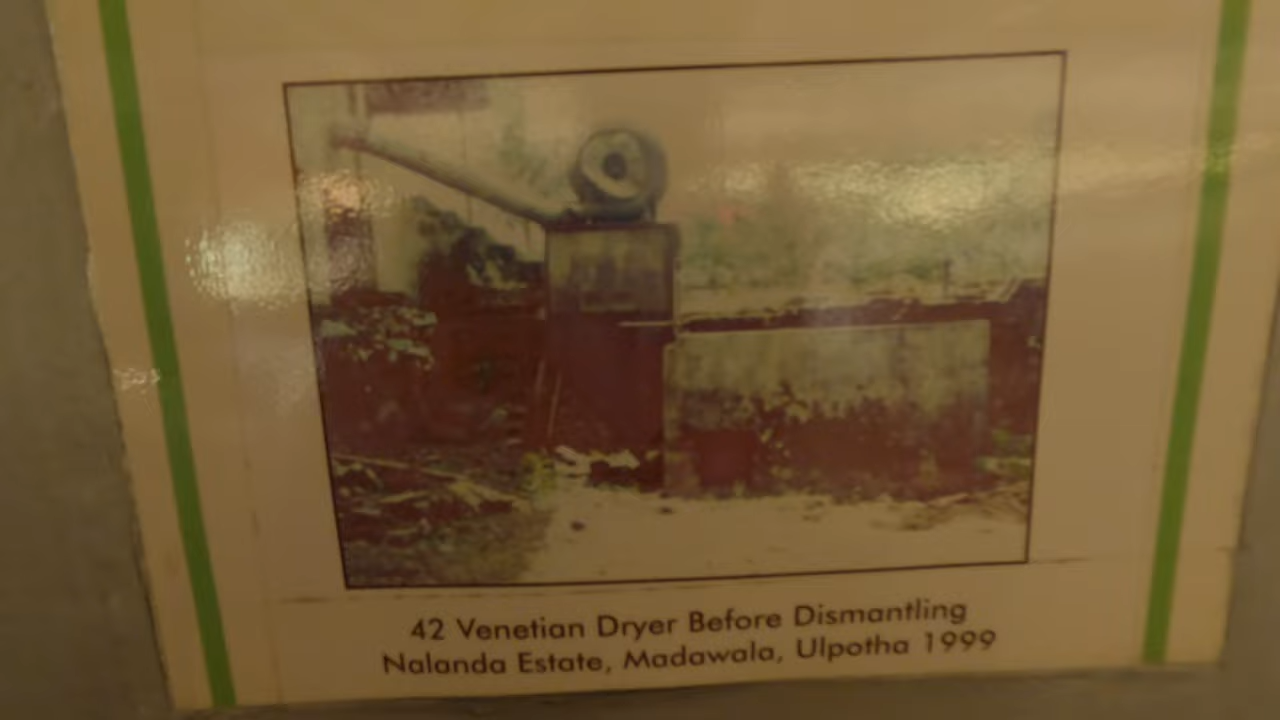 42 Venetian Dryer Before Dismantling
Nalanda Estate, Madawala, Ulpotha 1999